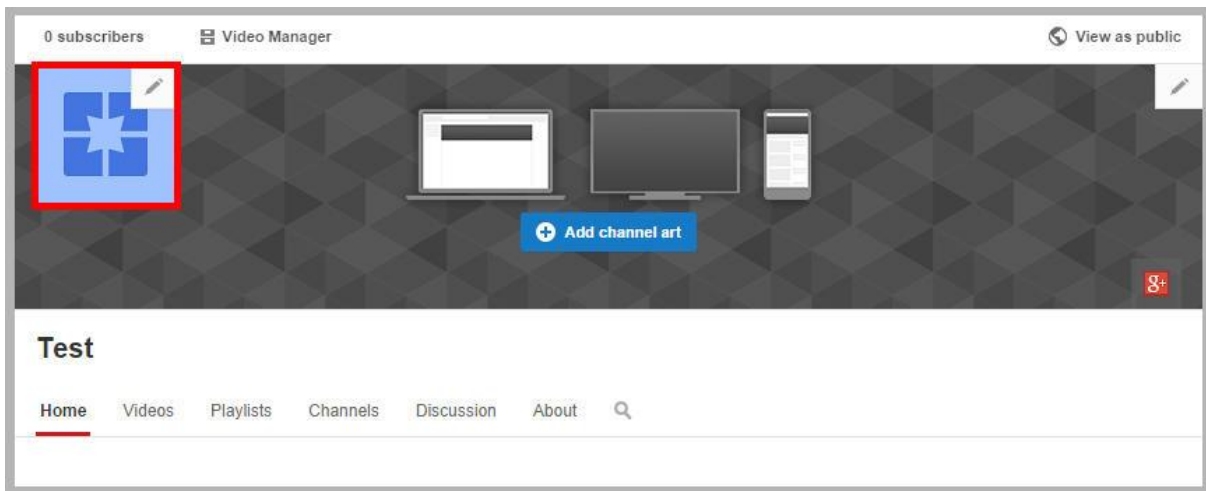 0 subscribers Video Manager View as public
Add channel art
g+
Test
Home Videos Playlists Channels Discussion About